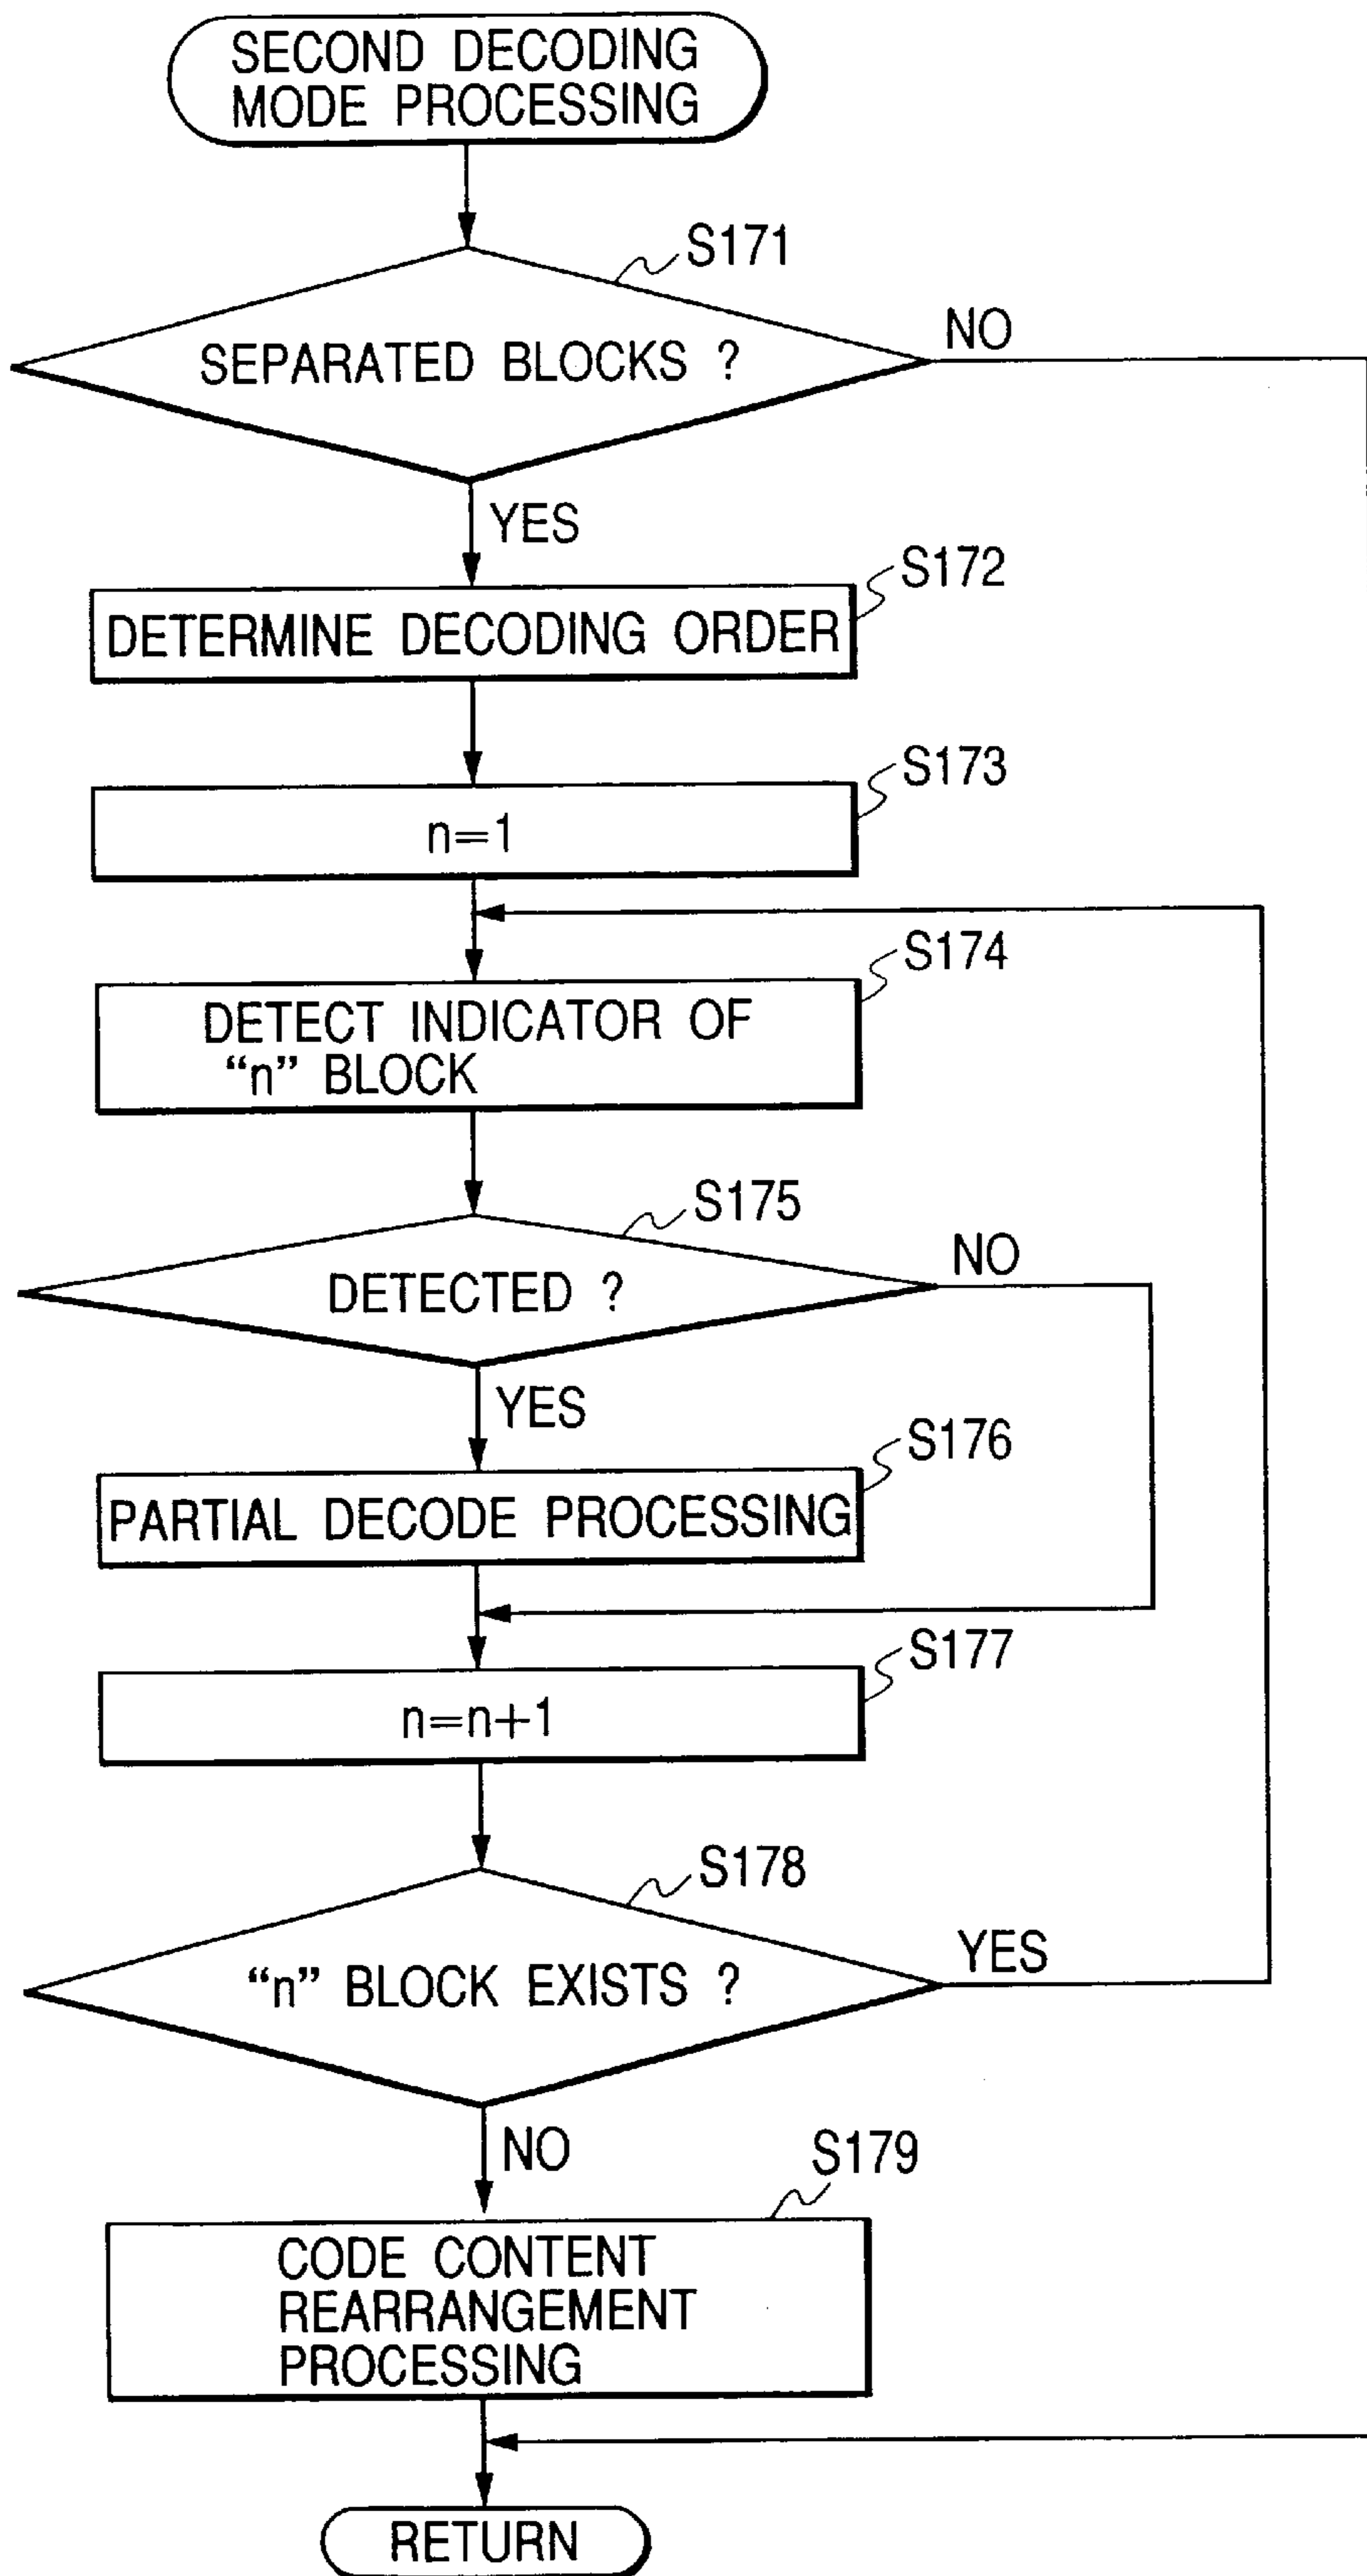 SECOND DECODING
MODE PROCESSING
S171
SEPARATED BLOCKS ?
NO
YES
S172
DETERMINE DECODING ORDER
S173
n=1
S174
DETECT INDICATOR OF
“n” BLOCK
S175
DETECTED ?
NO
YES
S176
PARTIAL DECODE PROCESSING
S177
n=n+1
S178
“n” BLOCK EXISTS ?
YES
NO
S179
CODE CONTENT
REARRANGEMENT
PROCESSING
RETURN